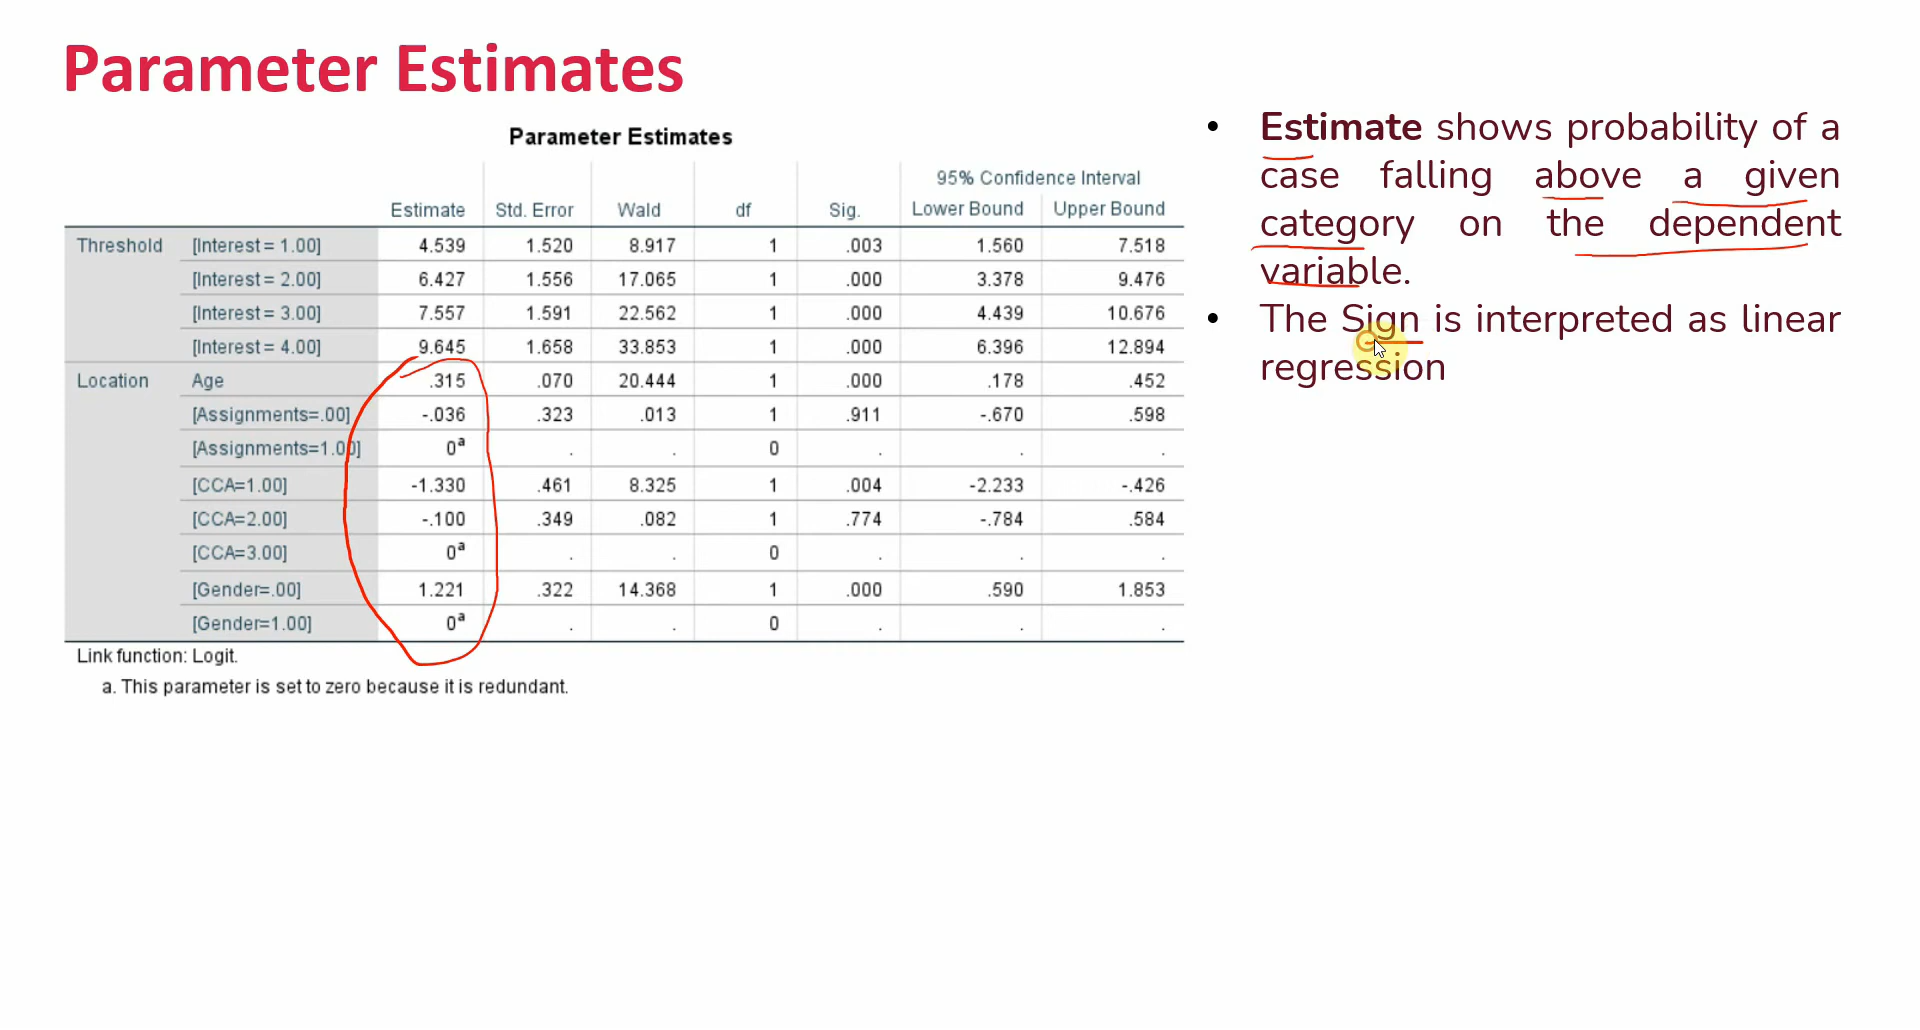 Parameter Estimates
Parameter Estimates
95% Confidence Interval
Estimate Std. Error Wald df Sig. Lower Bound Upper Bound
Threshold [Interest = 1.00] 4.539 1.520 8.917 1 .003 1.560 7.518
[Interest = 2.00] 6.427 1.556 17.065 1 .000 3.378 9.476
[Interest = 3.00] 7.557 1.591 22.562 1 .000 4.439 10.676
[Interest = 4.00] 9.645 1.658 33.853 1 .000 6.396 12.894
Location Age .315 .070 20.444 1 .000 .178 .452
[Assignments=.00] -.036 .323 .013 1 .911 -.670 .598
[Assignments=1.00] 0a . . 0 . . .
[CCA=1.00] -1.330 .461 8.325 1 .004 -2.233 -.426
[CCA=2.00] -.100 .349 .082 1 .774 -.784 .584
[CCA=3.00] 0a . . 0 . . .
[Gender=.00] 1.221 .322 14.368 1 .000 .590 1.853
[Gender=1.00] 0a . . 0 . . .
Link function: Logit.
a. This parameter is set to zero because it is redundant.
• Estimate shows probability of a
case falling above a given
category on the dependent
variable.
• The Sign is interpreted as linear
regression